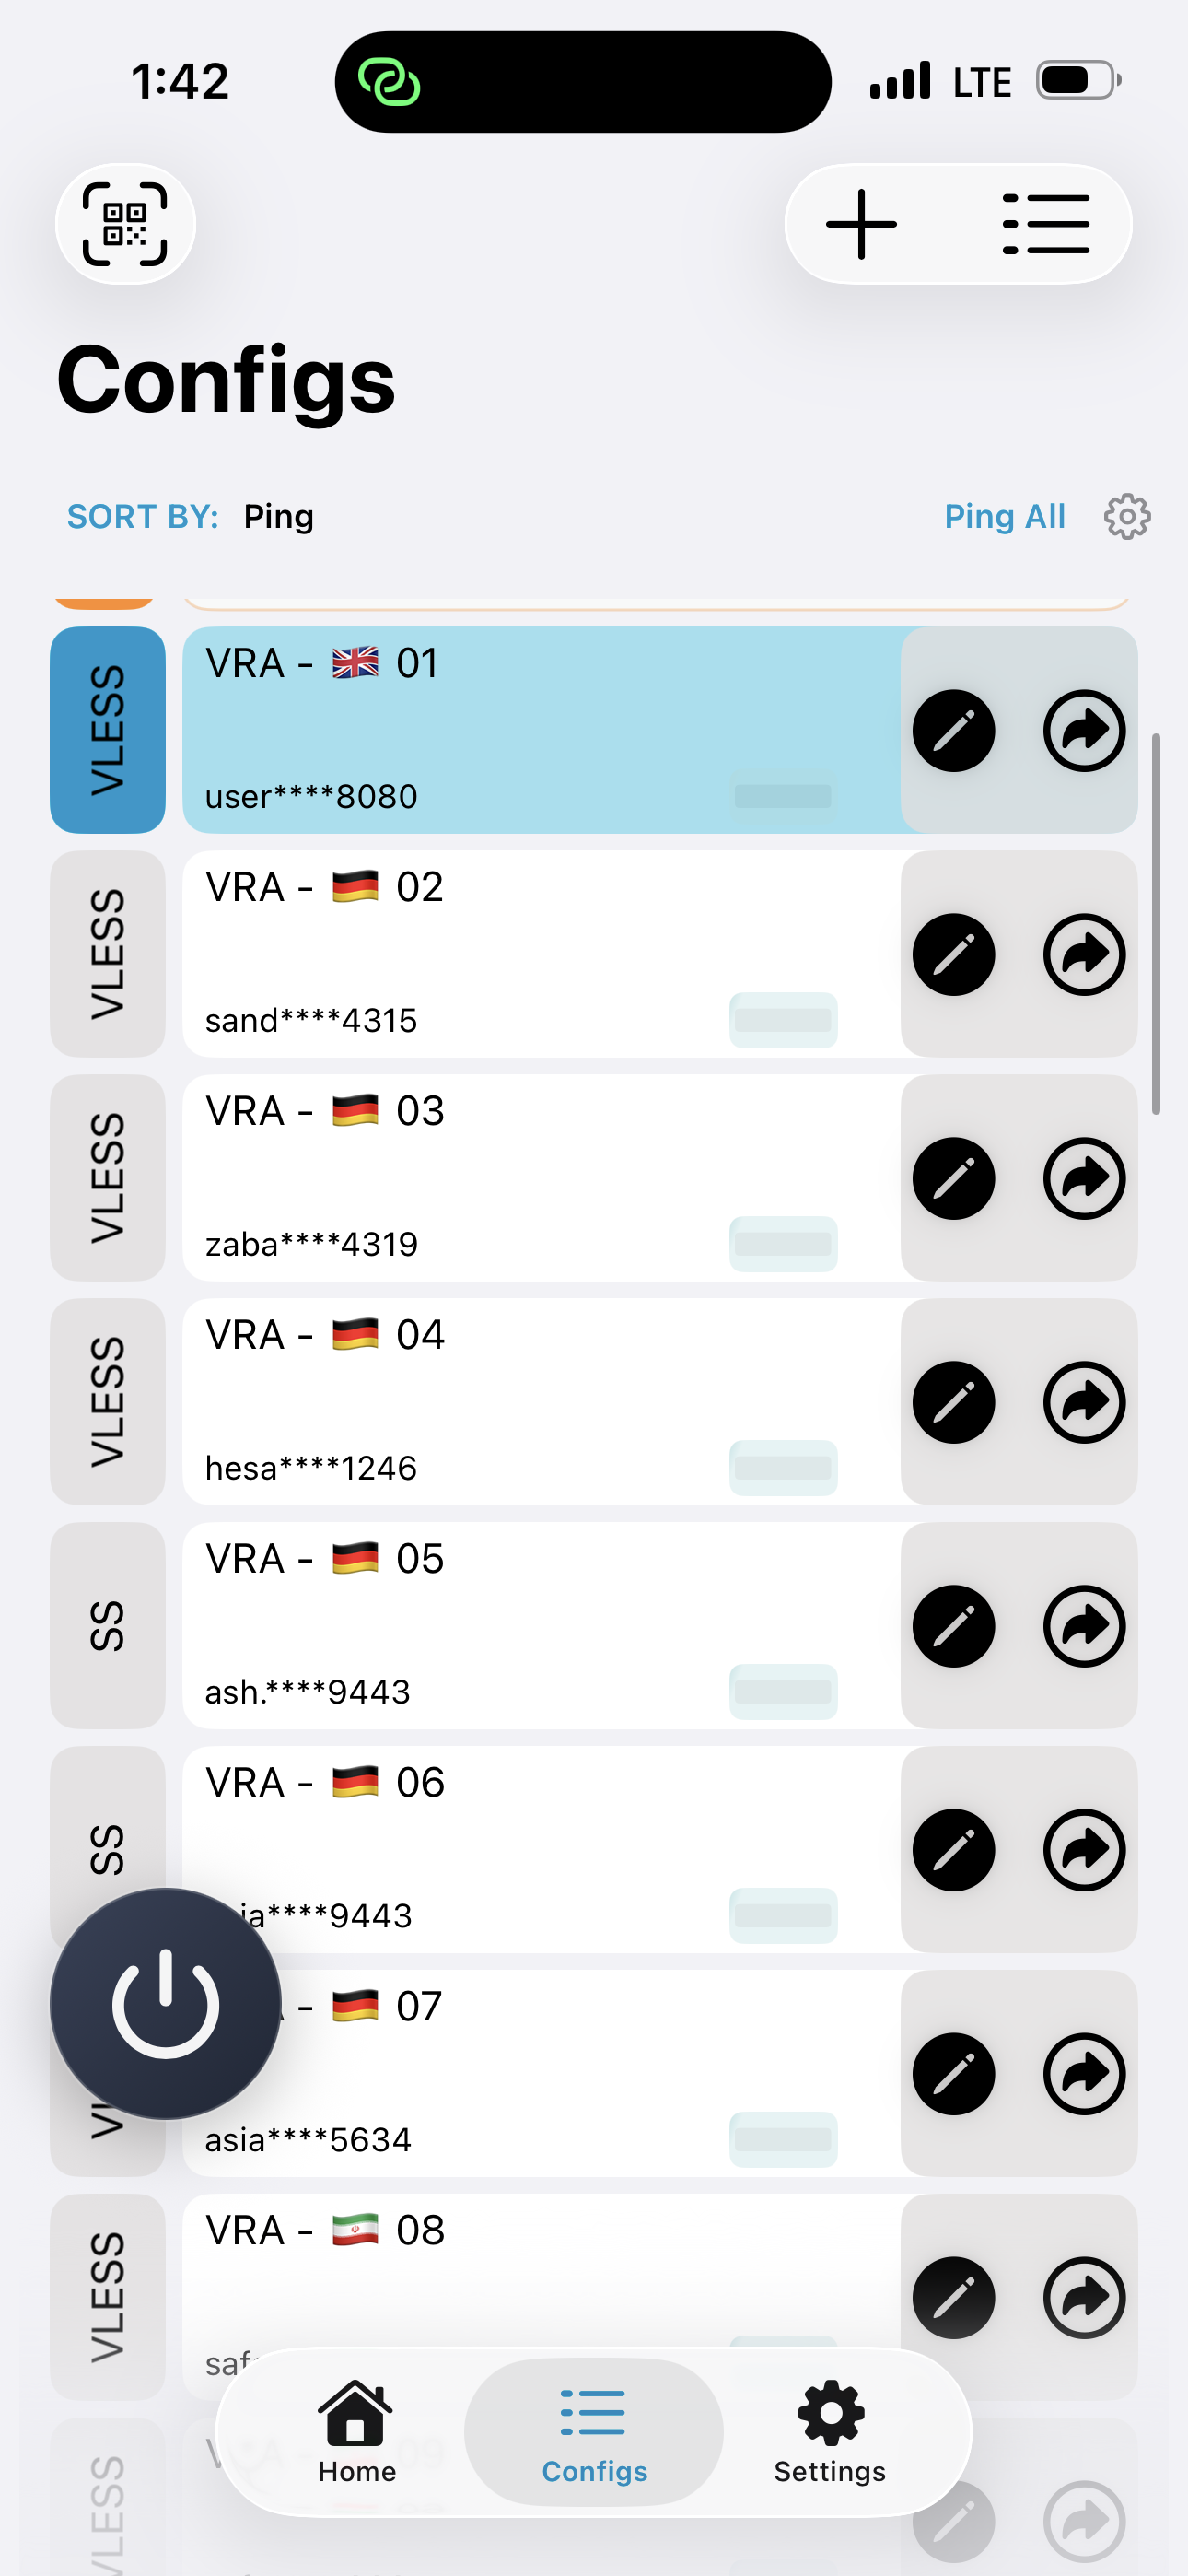 1:42
LTE
Configs
SORT BY: Ping
Ping All
VLESS
VRA - 🇬🇧 01
user****8080
VLESS
VRA - 🇩🇪 02
sand****4315
VLESS
VRA - 🇩🇪 03
zaba****4319
VLESS
VRA - 🇩🇪 04
hesa****1246
SS
VRA - 🇩🇪 05
ash.****9443
SS
VRA - 🇩🇪 06
****9443
- 🇩🇪 07
asia****5634
VLESS
VRA - 🇮🇷 08
VLESS
09
Home
Configs
Settings